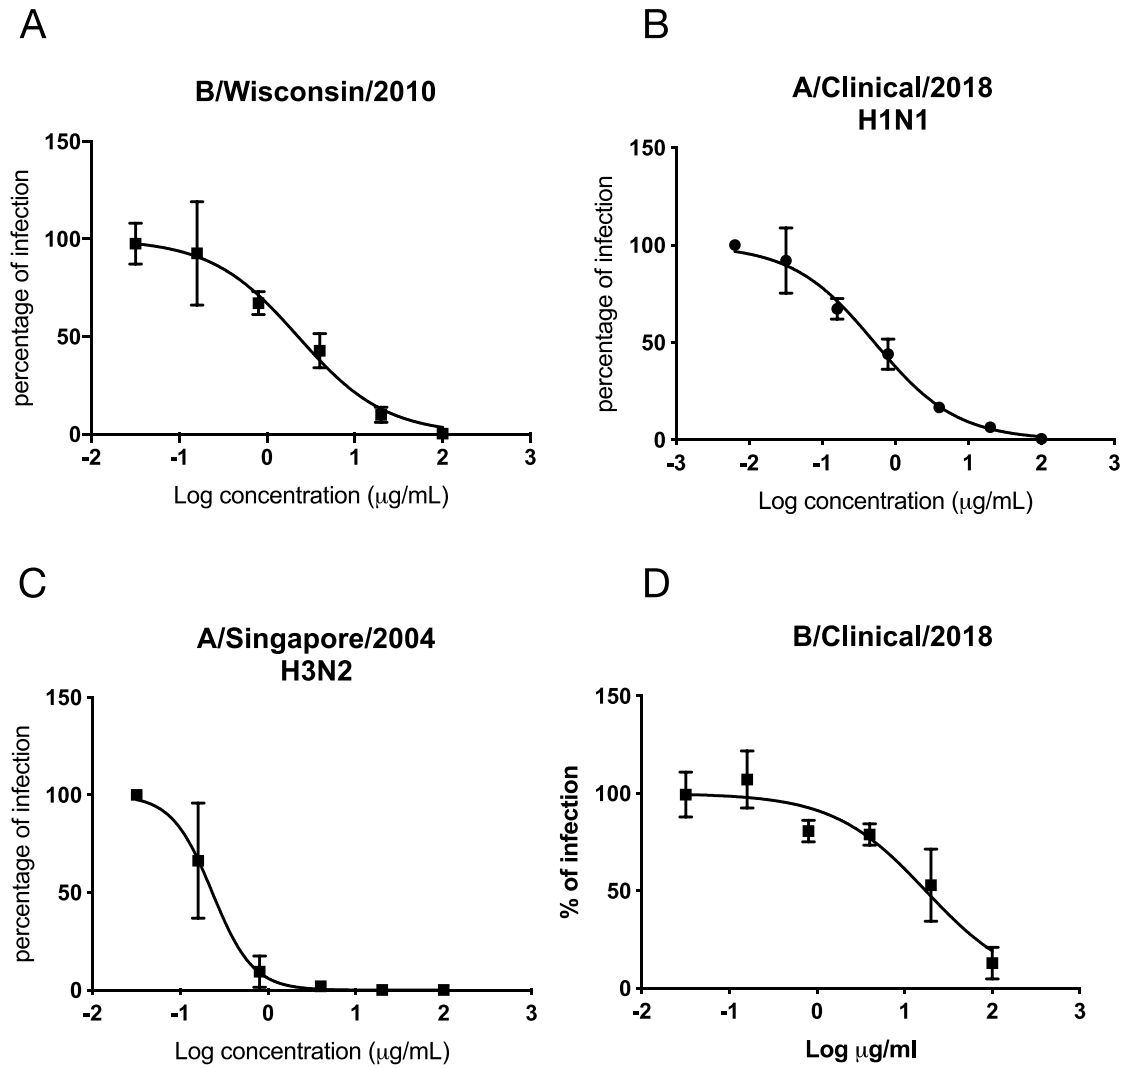 A
B/Wisconsin/2010
150
100
50
0
-2 -1 0 1 2 3
percentage of infection
Log concentration (μg/mL)
B
A/Clinical/2018
H1N1
150
100
50
0
-3 -2 -1 0 1 2 3
percentage of infection
Log concentration (μg/mL)
C
A/Singapore/2004
H3N2
150
100
50
0
-2 -1 0 1 2 3
percentage of infection
Log concentration (μg/mL)
D
B/Clinical/2018
150
100
50
0
-2 -1 0 1 2 3
% of infection
Log μg/ml